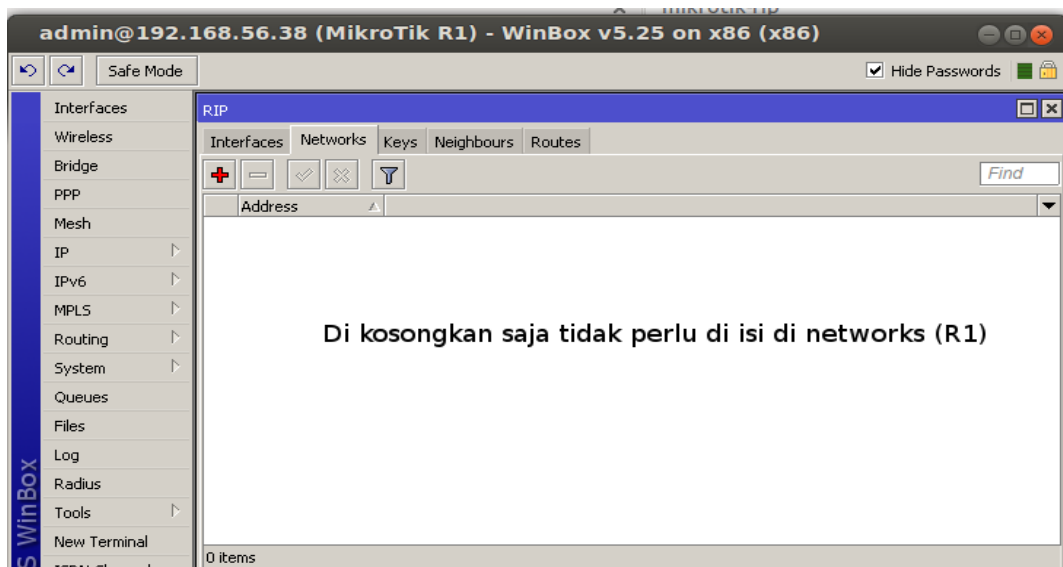 mikrotik rip
admin@192.168.56.38 (MikroTik R1) - WinBox v5.25 on x86 (x86)
Safe Mode
Hide Passwords
Interfaces
Wireless
Bridge
PPP
Mesh
IP
IPv6
MPLS
Routing
System
Queues
Files
Log
Radius
Tools
New Terminal
S WinBox
RIP
Interfaces Networks Keys Neighbours Routes
Find
Address
Di kosongkan saja tidak perlu di isi di networks (R1)
0 items